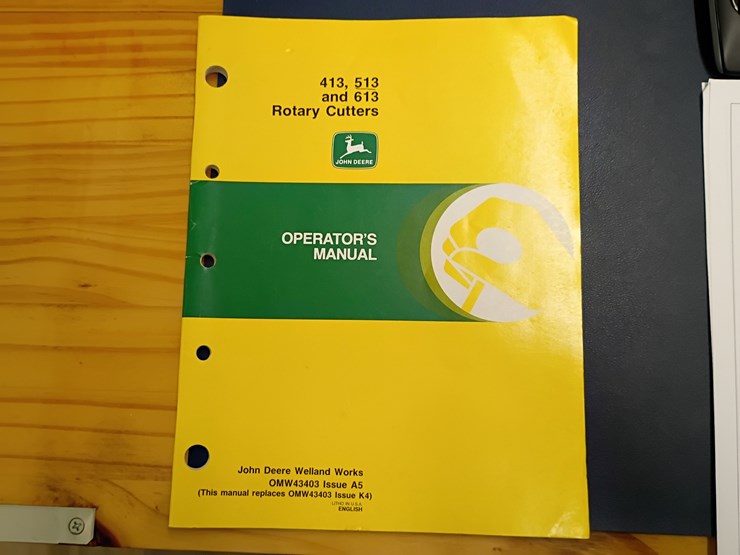 413, 513
and 613
Rotary Cutters
JOHN DEERE
OPERATOR'S
MANUAL
John Deere Welland Works
OMW43403 Issue A5
(This manual replaces OMW43403 Issue K4)
LITHO IN U.S.A.
ENGLISH